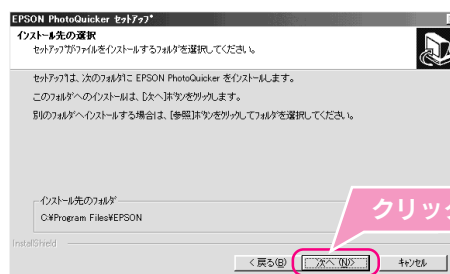 EPSON PhotoQuicker セットアップ
インストール先の選択
セットアップがファイルをインストールするフォルダを選択してください。
セットアップは、次のフォルダに EPSON PhotoQuicker をインストールします。
このフォルダへのインストールは、[次へ]ボタンをクリックします。
別のフォルダへインストールする場合は、[参照]ボタンをクリックしてフォルダを選択してください。
インストール先のフォルダ
C:¥Program Files¥EPSON
クリック
InstallShield
< 戻る(B)
次へ (N)>
キャンセル